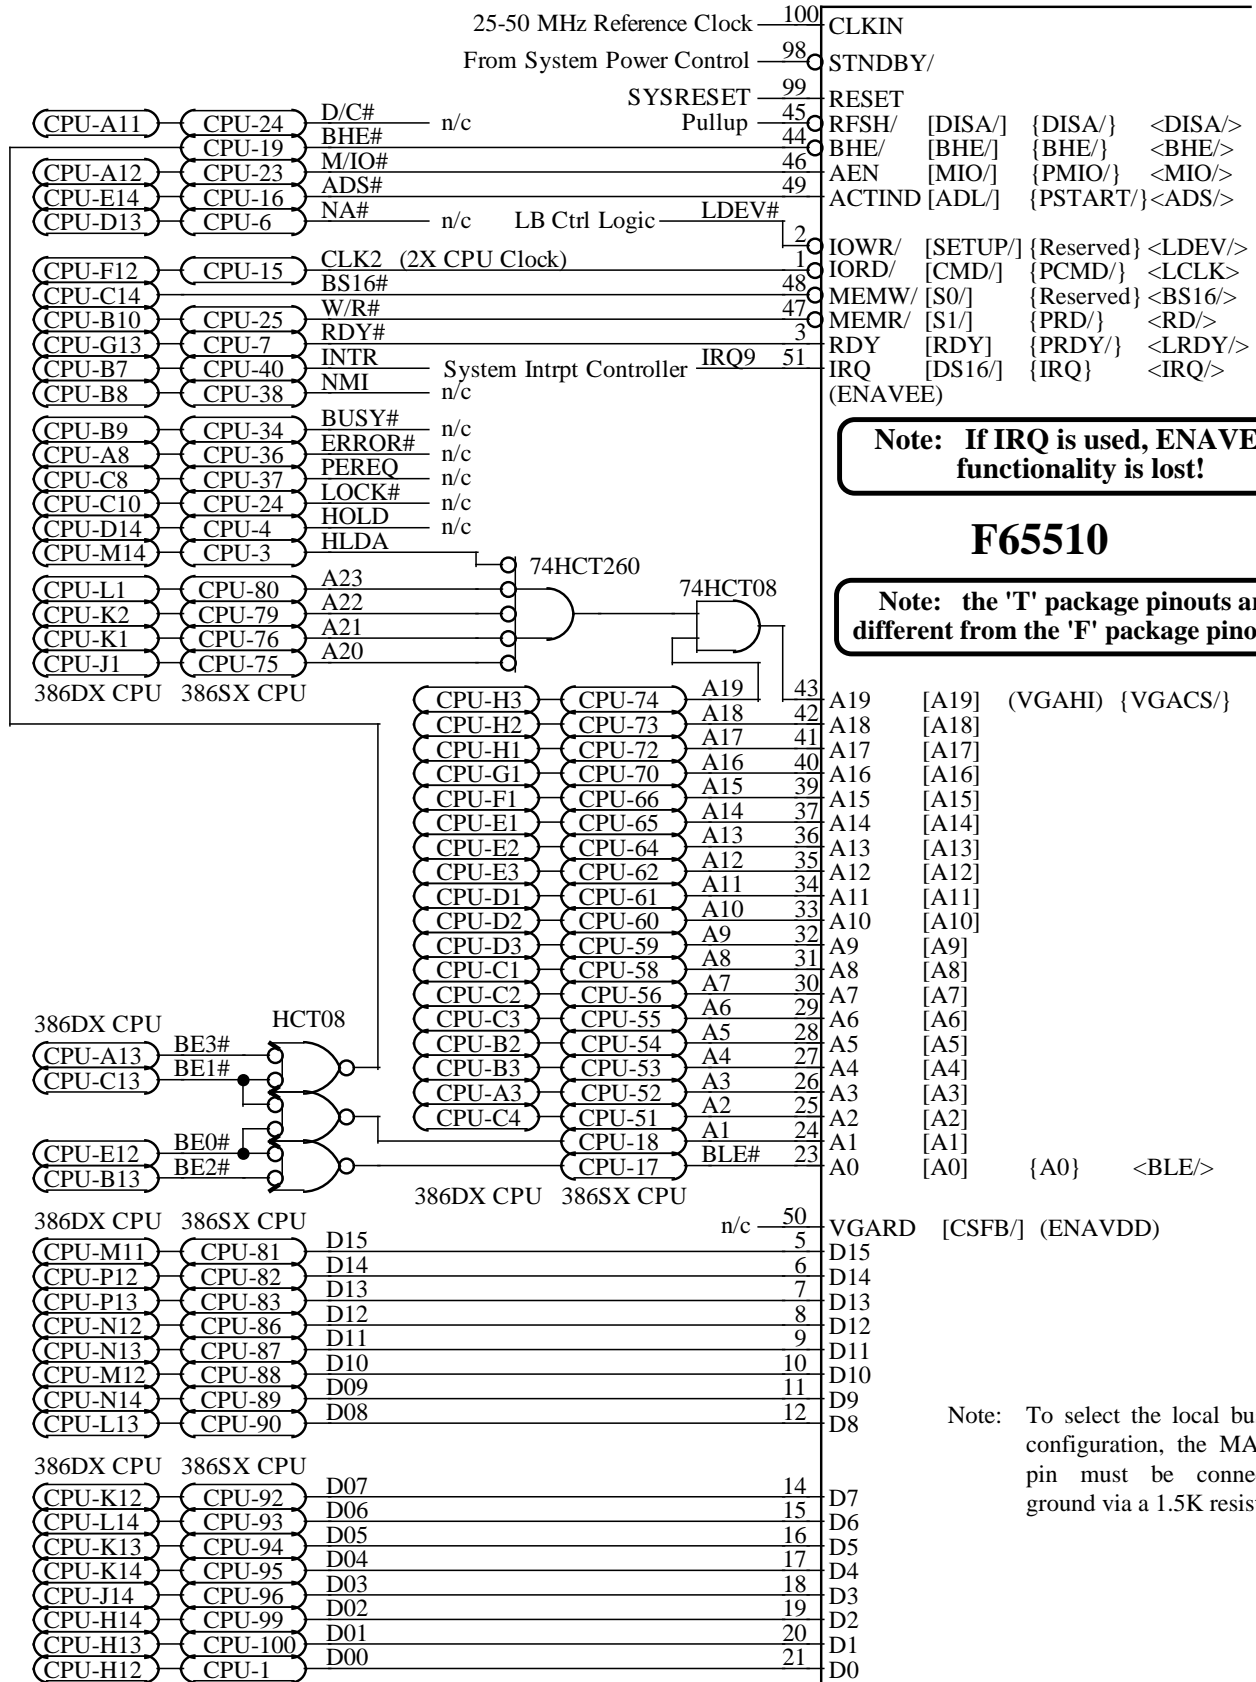 25-50 MHz Reference Clock 100 CLKIN
From System Power Control 98 STNDBY/
SYSRESET 99 RESET
CPU-A11 CPU-24 D/C# n/c Pullup 45 RFSH/ [DISA/] {DISA/} <DISA/>
CPU-19 BHE# 44 BHE/ [BHE/] {BHE/} <BHE/>
CPU-A12 CPU-23 M/IO# 46 AEN [MIO/] {PMIO/} <MIO/>
CPU-E14 CPU-16 ADS# 49 ACTIND [ADL/] {PSTART/} <ADS/>
CPU-D13 CPU-6 NA# n/c LB Ctrl Logic LDEV#
2 IOWR/ [SETUP/] {Reserved} <LDEV/>
CPU-F12 CPU-15 CLK2 (2X CPU Clock) 1 IORD/ [CMD/] {PCMD/} <LCLK>
CPU-C14 BS16# 48 MEMW/ [S0/] {Reserved} <BS16/>
CPU-B10 CPU-25 W/R# 47 MEMR/ [S1/] {PRD/} <RD/>
CPU-G13 CPU-7 RDY# 3 RDY [RDY] {PRDY/} <LRDY/>
CPU-B7 CPU-40 INTR System Intrpt Controller IRQ9 51 IRQ [DS16/] {IRQ} <IRQ/>
CPU-B8 CPU-38 NMI n/c (ENAVEE)
CPU-B9 CPU-34 BUSY# n/c
CPU-A8 CPU-36 ERROR# n/c
CPU-C8 CPU-37 PEREQ n/c
CPU-C10 CPU-24 LOCK# n/c
CPU-D14 CPU-4 HOLD n/c
CPU-M14 CPU-3 HLDA
Note: If IRQ is used, ENAVE
functionality is lost!
F65510
74HCT260
74HCT08
Note: the 'T' package pinouts a
different from the 'F' package pino
CPU-L1 CPU-80 A23
CPU-K2 CPU-79 A22
CPU-K1 CPU-76 A21
CPU-J1 CPU-75 A20
386DX CPU 386SX CPU
CPU-H3 CPU-74 A19 43 A19 [A19] (VGAHI) {VGACS/}
CPU-H2 CPU-73 A18 42 A18 [A18]
CPU-H1 CPU-72 A17 41 A17 [A17]
CPU-G1 CPU-70 A16 40 A16 [A16]
CPU-F1 CPU-66 A15 39 A15 [A15]
CPU-E1 CPU-65 A14 37 A14 [A14]
CPU-E2 CPU-64 A13 36 A13 [A13]
CPU-E3 CPU-62 A12 35 A12 [A12]
CPU-D1 CPU-61 A11 34 A11 [A11]
CPU-D2 CPU-60 A10 33 A10 [A10]
CPU-D3 CPU-59 A9 32 A9 [A9]
CPU-C1 CPU-58 A8 31 A8 [A8]
CPU-C2 CPU-56 A7 30 A7 [A7]
CPU-C3 CPU-55 A6 29 A6 [A6]
CPU-B2 CPU-54 A5 28 A5 [A5]
CPU-B3 CPU-53 A4 27 A4 [A4]
CPU-A3 CPU-52 A3 26 A3 [A3]
CPU-C4 CPU-51 A2 25 A2 [A2]
CPU-18 A1 24 A1 [A1]
CPU-17 BLE# 23 A0 [A0] {A0} <BLE/>
386DX CPU 386SX CPU
386DX CPU HCT08
CPU-A13 BE3#
CPU-C13 BE1#
CPU-E12 BE0#
CPU-B13 BE2#
n/c 50 VGARD [CSFB/] (ENAVDD)
386DX CPU 386SX CPU
CPU-M11 CPU-81 D15 5 D15
CPU-P12 CPU-82 D14 6 D14
CPU-P13 CPU-83 D13 7 D13
CPU-N12 CPU-86 D12 8 D12
CPU-N13 CPU-87 D11 9 D11
CPU-M12 CPU-88 D10 10 D10
CPU-N14 CPU-89 D09 11 D9
CPU-L13 CPU-90 D08 12 D8
Note: To select the local bu
configuration, the MA
pin must be conne
ground via a 1.5K resis
386DX CPU 386SX CPU
CPU-K12 CPU-92 D07 14 D7
CPU-L14 CPU-93 D06 15 D6
CPU-K13 CPU-94 D05 16 D5
CPU-K14 CPU-95 D04 17 D4
CPU-J14 CPU-96 D03 18 D3
CPU-H14 CPU-99 D02 19 D2
CPU-H13 CPU-100 D01 20 D1
CPU-H12 CPU-1 D00 21 D0